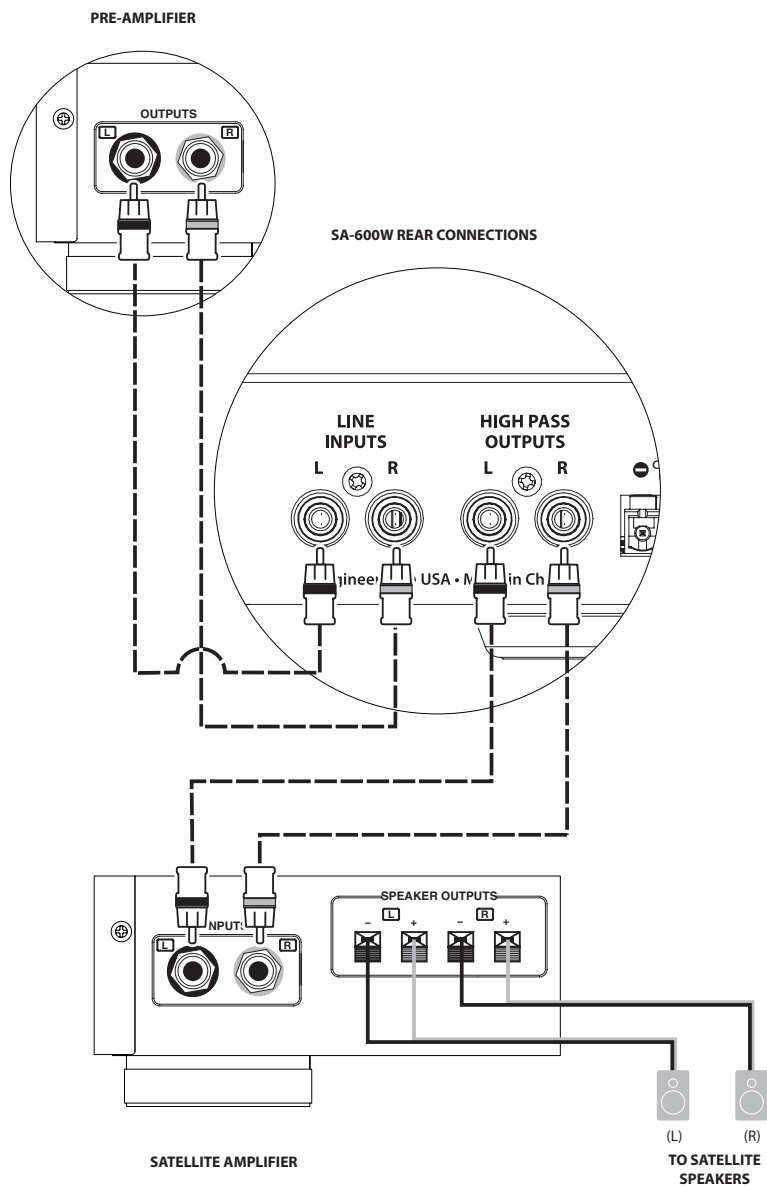 PRE-AMPLIFIER
OUTPUTS
L
R
SA-600W REAR CONNECTIONS
LINE
INPUTS
HIGH PASS
OUTPUTS
L R L R
USA •
SPEAKER OUTPUTS
L R
– + – +
L R
(L) (R)
SATELLITE AMPLIFIER
TO SATELLITE
SPEAKERS